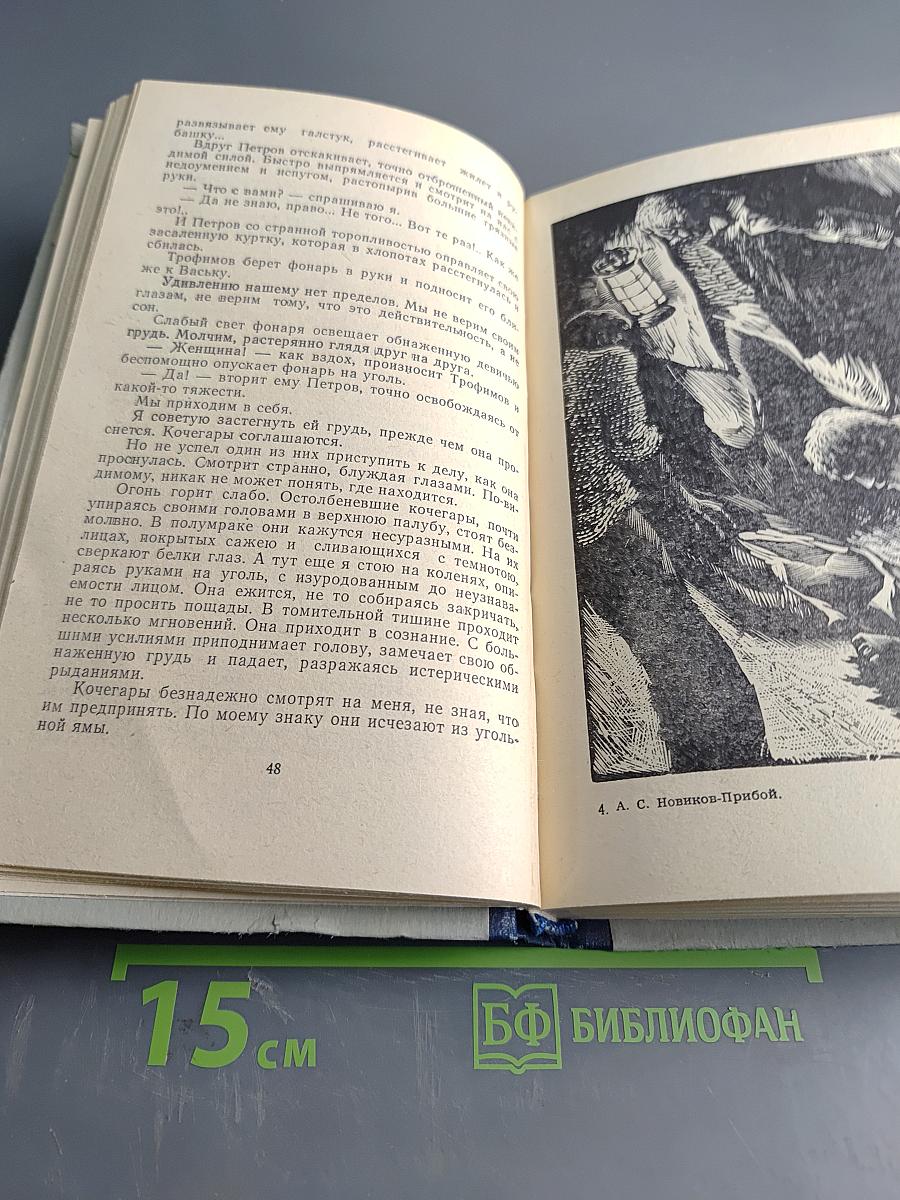 развязывает ему галстук, расстегивает жилет и ру-
башку...
Вдруг Петров отскакивает, точно отброшенный неви-
димой силой. Быстро выпрямляется и смотрит на нас с
недоумением и испугом, растопырив большие грязные
руки.
— Что с вами? — спрашиваю я.
— Да не знаю, право... Не того... Вот те раз!.. Как же
это!..
И Петров со странной торопливостью оправляет свою
засаленную куртку, которая в хлопотах расстегнулась и
сбилась.
Трофимов берет фонарь в руки и подносит его бли-
же к Ваську.
Удивлению нашему нет пределов. Мы не верим своим
глазам, не верим тому, что это действительность, а не
сон.
Слабый свет фонаря освещает обнаженную девичью
грудь. Молчим, растерянно глядя друг на друга.
— Женщина! — как вздох, произносит Трофимов и
беспомощно опускает фонарь на уголь.
— Да! — вторит ему Петров, точно освобождаясь от
какой-то тяжести.
Мы приходим в себя.
Я советую застегнуть ей грудь, прежде чем она про-
снется. Кочегары соглашаются.
Но не успел один из них приступить к делу, как она
проснулась. Смотрит странно, блуждая глазами. По-ви-
димому, никак не может понять, где находится.
Огонь горит слабо. Остолбеневшие кочегары, почти
упираясь своими головами в верхнюю палубу, стоят без-
молвно. В полумраке они кажутся несуразными. На их
лицах, покрытых сажею и сливающихся с темнотою,
сверкают белки глаз. А тут еще я стою на коленях, опи-
раясь руками на уголь, с изуродованным до неузнава-
емости лицом. Она ежится, не то собираясь закричать,
не то просить пощады. В томительной тишине проходит
несколько мгновений. Она приходит в сознание. С боль-
шими усилиями приподнимает голову, замечает свою об-
наженную грудь и падает, разражаясь истерическими
рыданиями.
Кочегары безнадежно смотрят на меня, не зная, что
им предпринять. По моему знаку они исчезают из уголь-
ной ямы.
48
4. А. С. Новиков-Прибой.
15 см
БФ БИБЛИОФАН